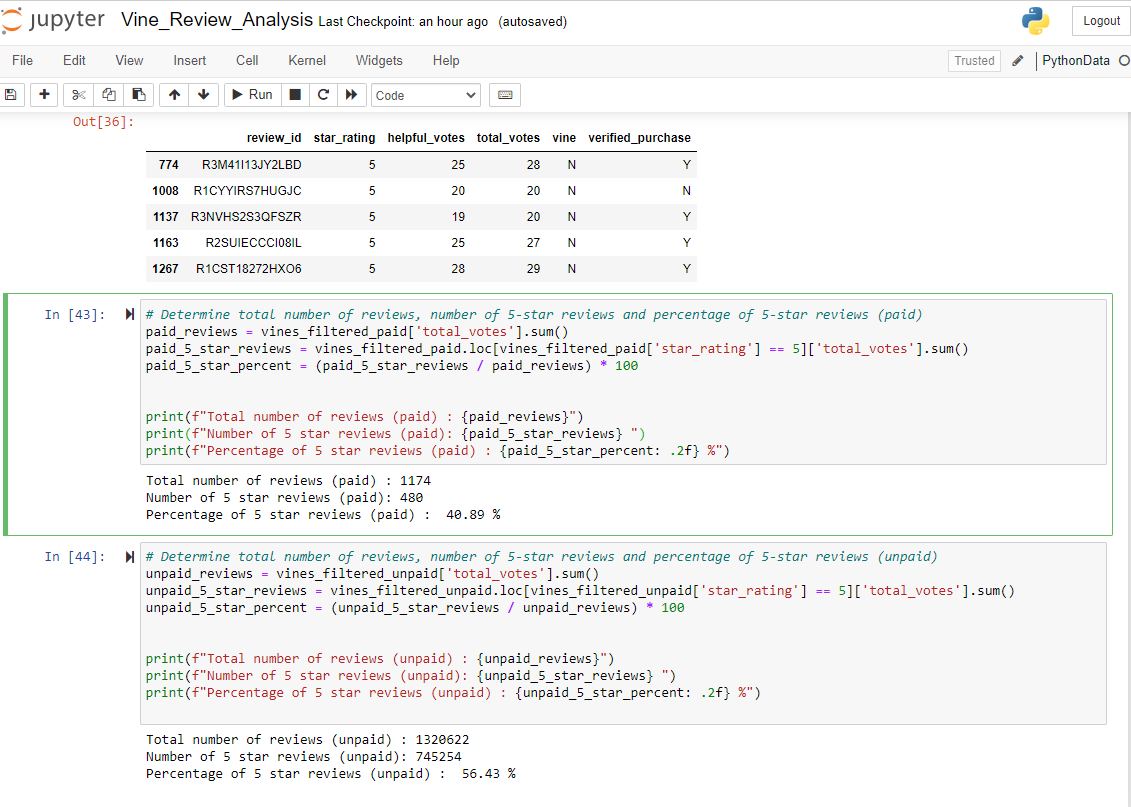 jupyter Vine_Review_Analysis Last Checkpoint: an hour ago (autosaved) Logout
File Edit View Insert Cell Kernel Widgets Help Trusted PythonData
Run Code
Out[36]:
review_id star_rating helpful_votes total_votes vine verified_purchase
774 R3M41I13JY2LBD 5 25 28 N Y
1008 R1CYYIRS7HUGJC 5 20 20 N N
1137 R3NVHS2S3QFSZR 5 19 20 N Y
1163 R2SUIECCCI08IL 5 25 27 N Y
1267 R1CST18272HXO6 5 28 29 N Y
In [43]: # Determine total number of reviews, number of 5-star reviews and percentage of 5-star reviews (paid)
paid_reviews = vines_filtered_paid['total_votes'].sum()
paid_5_star_reviews = vines_filtered_paid.loc[vines_filtered_paid['star_rating'] == 5]['total_votes'].sum()
paid_5_star_percent = (paid_5_star_reviews / paid_reviews) * 100
print(f"Total number of reviews (paid) : {paid_reviews}")
print(f"Number of 5 star reviews (paid): {paid_5_star_reviews} ")
print(f"Percentage of 5 star reviews (paid) : {paid_5_star_percent: .2f} %")
Total number of reviews (paid) : 1174
Number of 5 star reviews (paid): 480
Percentage of 5 star reviews (paid) :  40.89 %
In [44]: # Determine total number of reviews, number of 5-star reviews and percentage of 5-star reviews (unpaid)
unpaid_reviews = vines_filtered_unpaid['total_votes'].sum()
unpaid_5_star_reviews = vines_filtered_unpaid.loc[vines_filtered_unpaid['star_rating'] == 5]['total_votes'].sum()
unpaid_5_star_percent = (unpaid_5_star_reviews / unpaid_reviews) * 100
print(f"Total number of reviews (unpaid) : {unpaid_reviews}")
print(f"Number of 5 star reviews (unpaid): {unpaid_5_star_reviews} ")
print(f"Percentage of 5 star reviews (unpaid) : {unpaid_5_star_percent: .2f} %")
Total number of reviews (unpaid) : 1320622
Number of 5 star reviews (unpaid): 745254
Percentage of 5 star reviews (unpaid) :  56.43 %